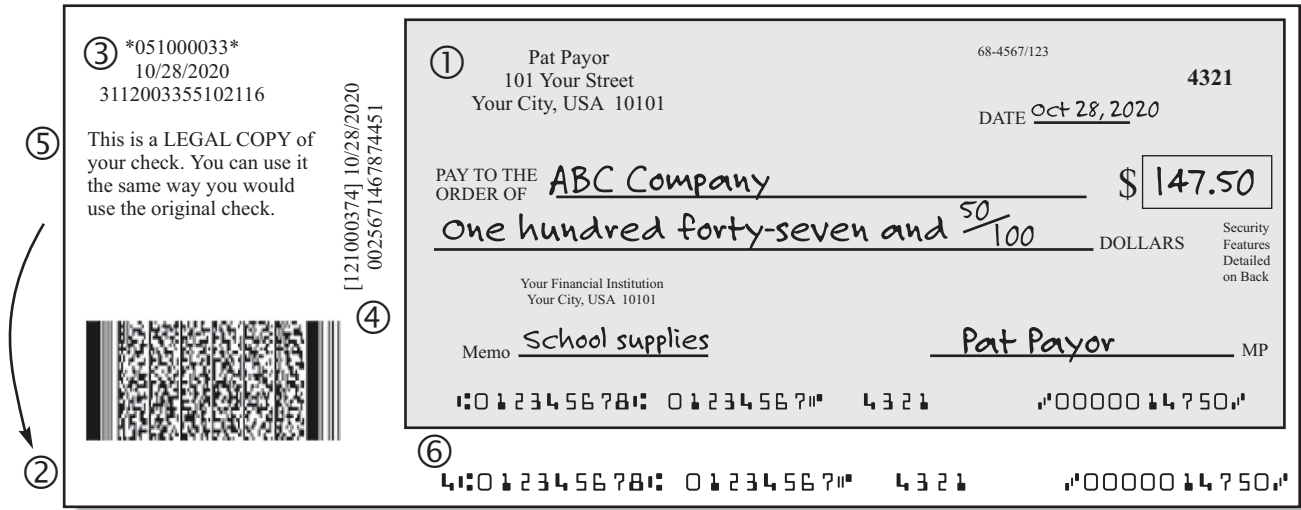 ③ *051000033*
10/28/2020
3112003355102116
⑤ This is a LEGAL COPY of
your check. You can use it
the same way you would
use the original check.
②
[121000374] 10/28/2020
00256714678744​51
④
① Pat Payor
101 Your Street
Your City, USA 10101
68-4567/123
4321
DATE Oct 28, 2020
PAY TO THE
ORDER OF ABC Company $ 147.50
One hundred forty-seven and 50/100 DOLLARS
Security
Features
Detailed
on Back
Your Financial Institution
Your City, USA 10101
Memo School supplies Pat Payor MP
⑆012345678⑆ 01234567⑈ 4321 ⑇0000014750⑇
⑥
4⑆012345678⑆ 01234567⑈ 4321 ⑇0000014750⑇